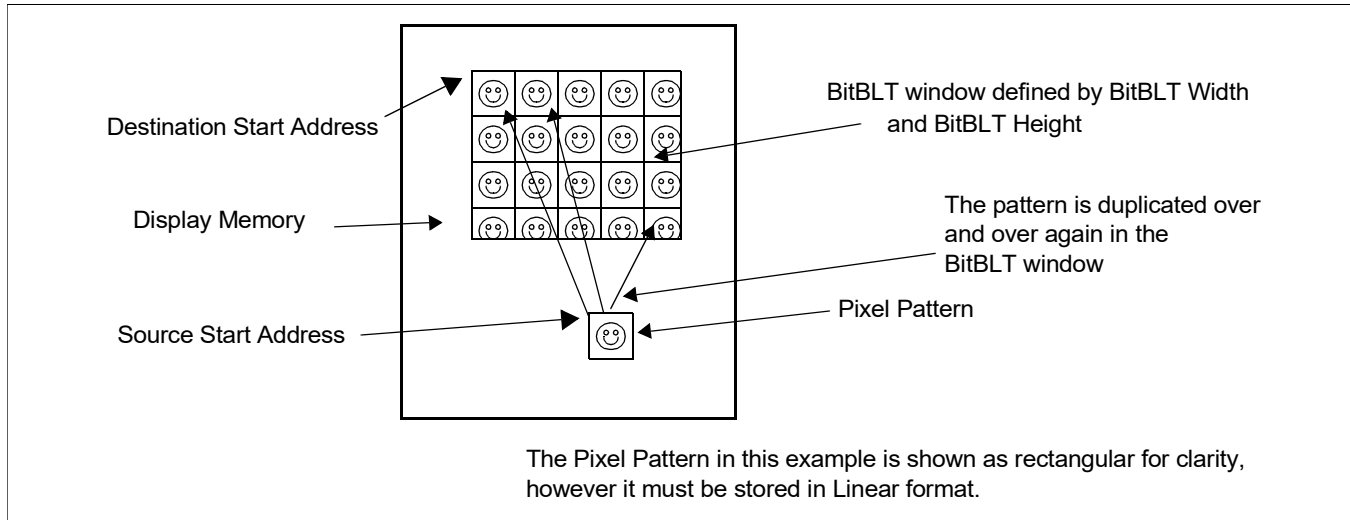 Destination Start Address
BitBLT window defined by BitBLT Width
and BitBLT Height
Display Memory
The pattern is duplicated over
and over again in the
BitBLT window
Source Start Address
Pixel Pattern
The Pixel Pattern in this example is shown as rectangular for clarity,
however it must be stored in Linear format.